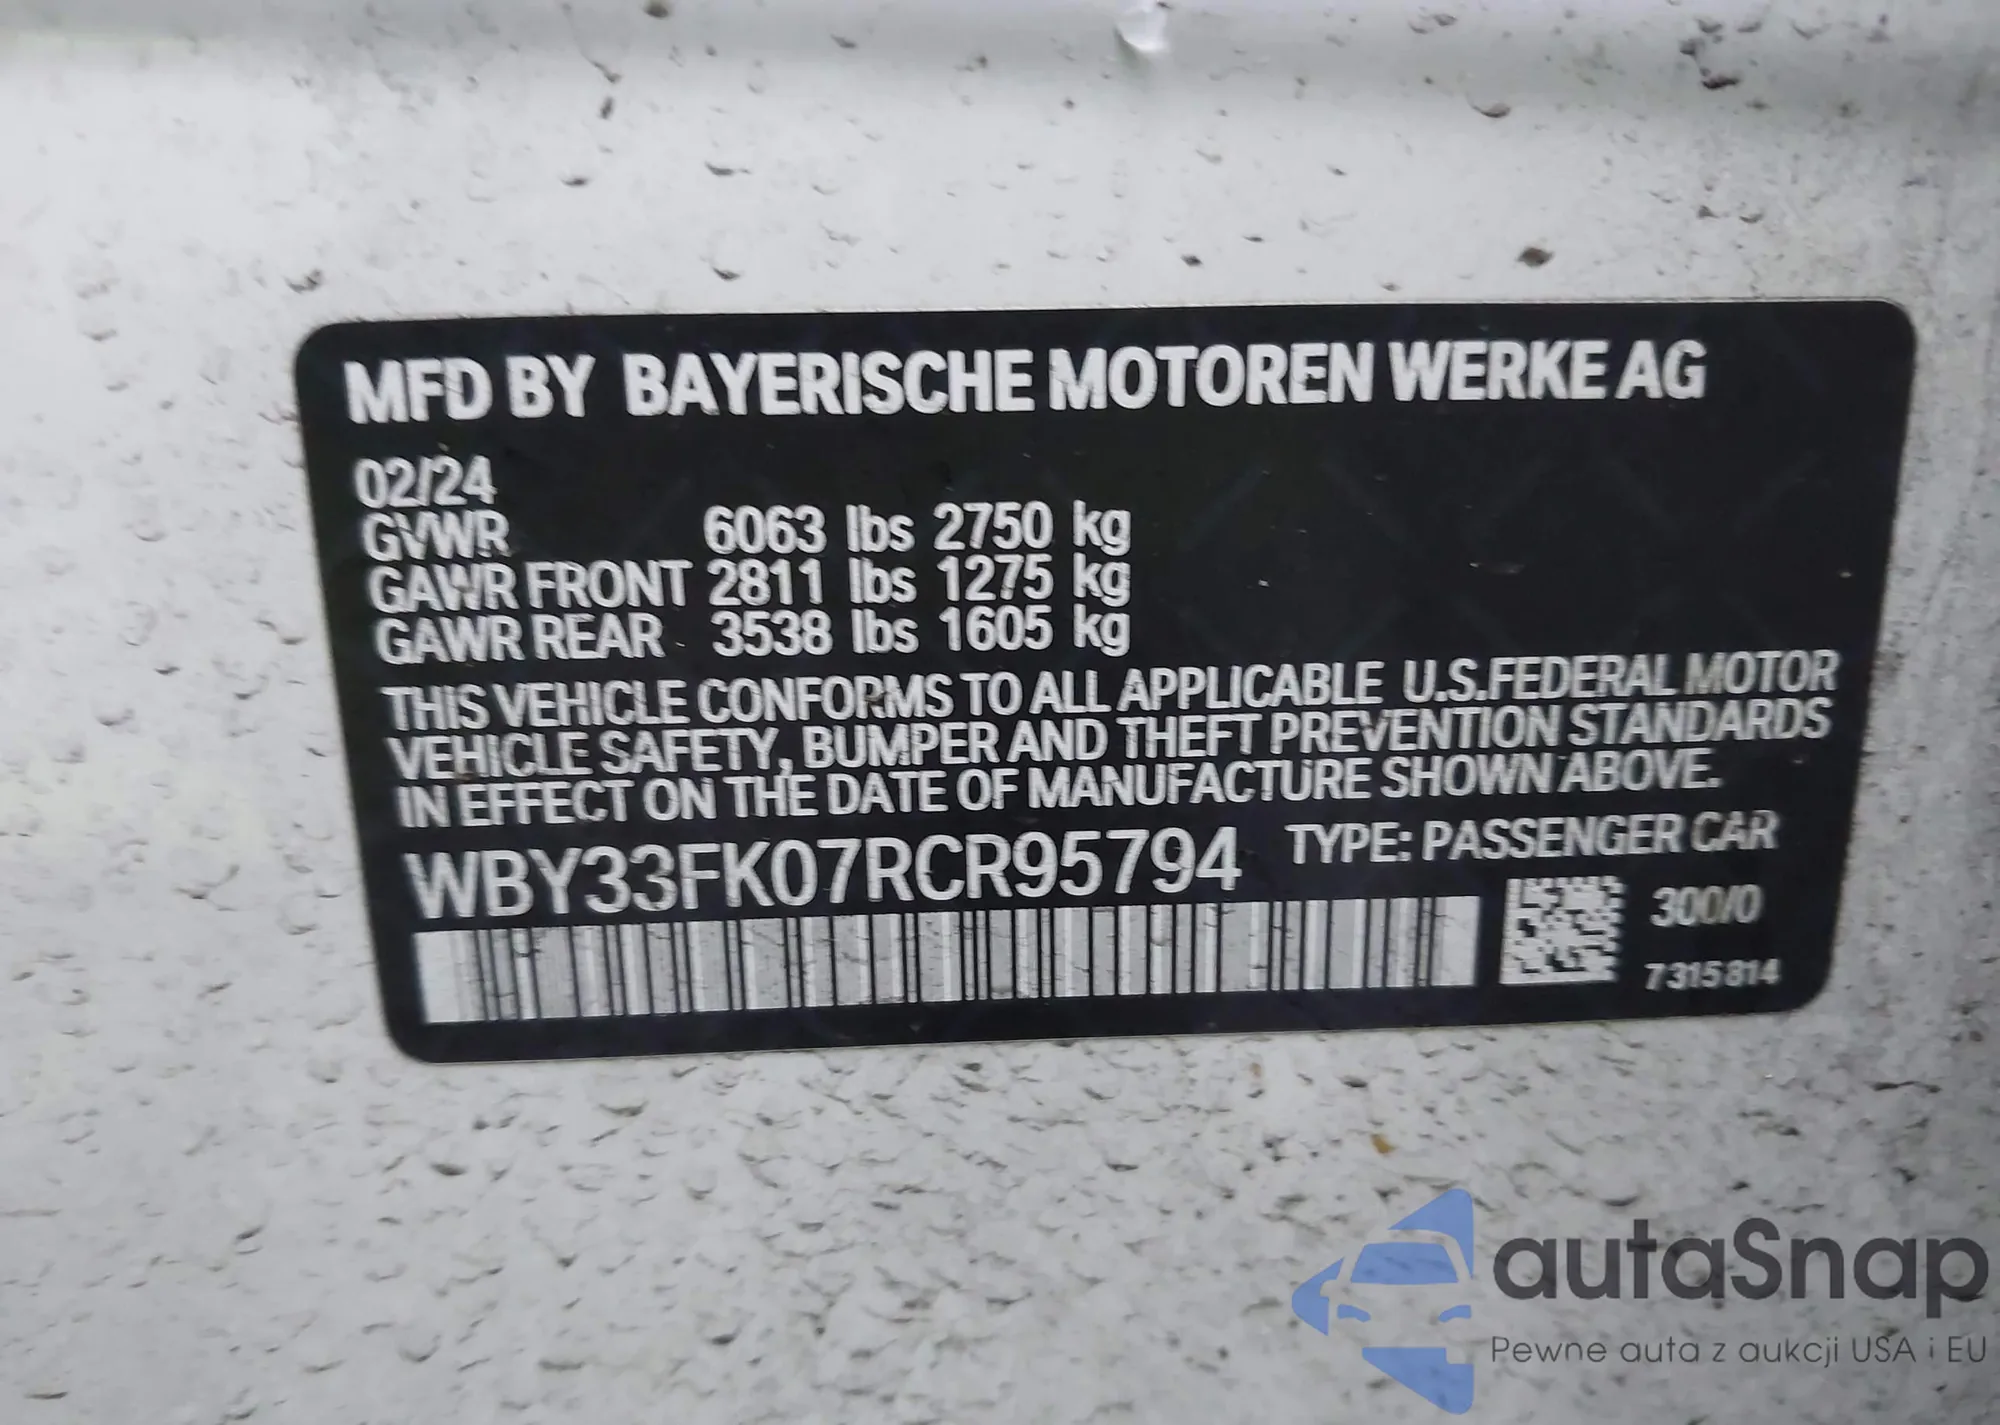 MFD BY BAYERISCHE MOTOREN WERKE AG
02/24
GVWR 6063 lbs 2750 kg
GAWR FRONT 2811 lbs 1275 kg
GAWR REAR 3538 lbs 1605 kg
THIS VEHICLE CONFORMS TO ALL APPLICABLE U.S.FEDERAL MOTOR
VEHICLE SAFETY, BUMPER AND THEFT PREVENTION STANDARDS
IN EFFECT ON THE DATE OF MANUFACTURE SHOWN ABOVE.
WBY33FK07RCR95794 TYPE: PASSENGER CAR
300/0
7315814
autaSnap
Pewne auta z aukcji USA i EU